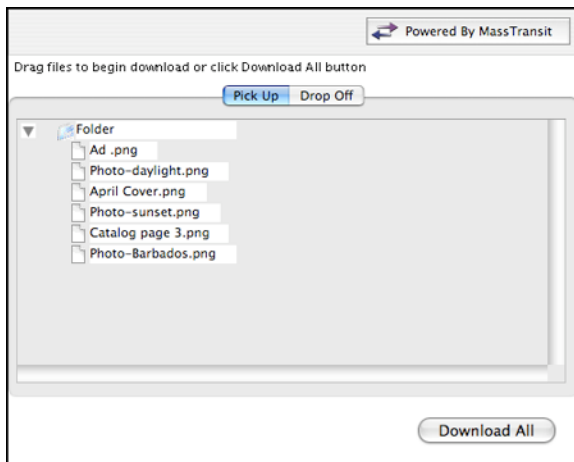 Powered By MassTransit
Drag files to begin download or click Download All button
Pick Up Drop Off
Folder
Ad .png
Photo-daylight.png
April Cover.png
Photo-sunset.png
Catalog page 3.png
Photo-Barbados.png
Download All